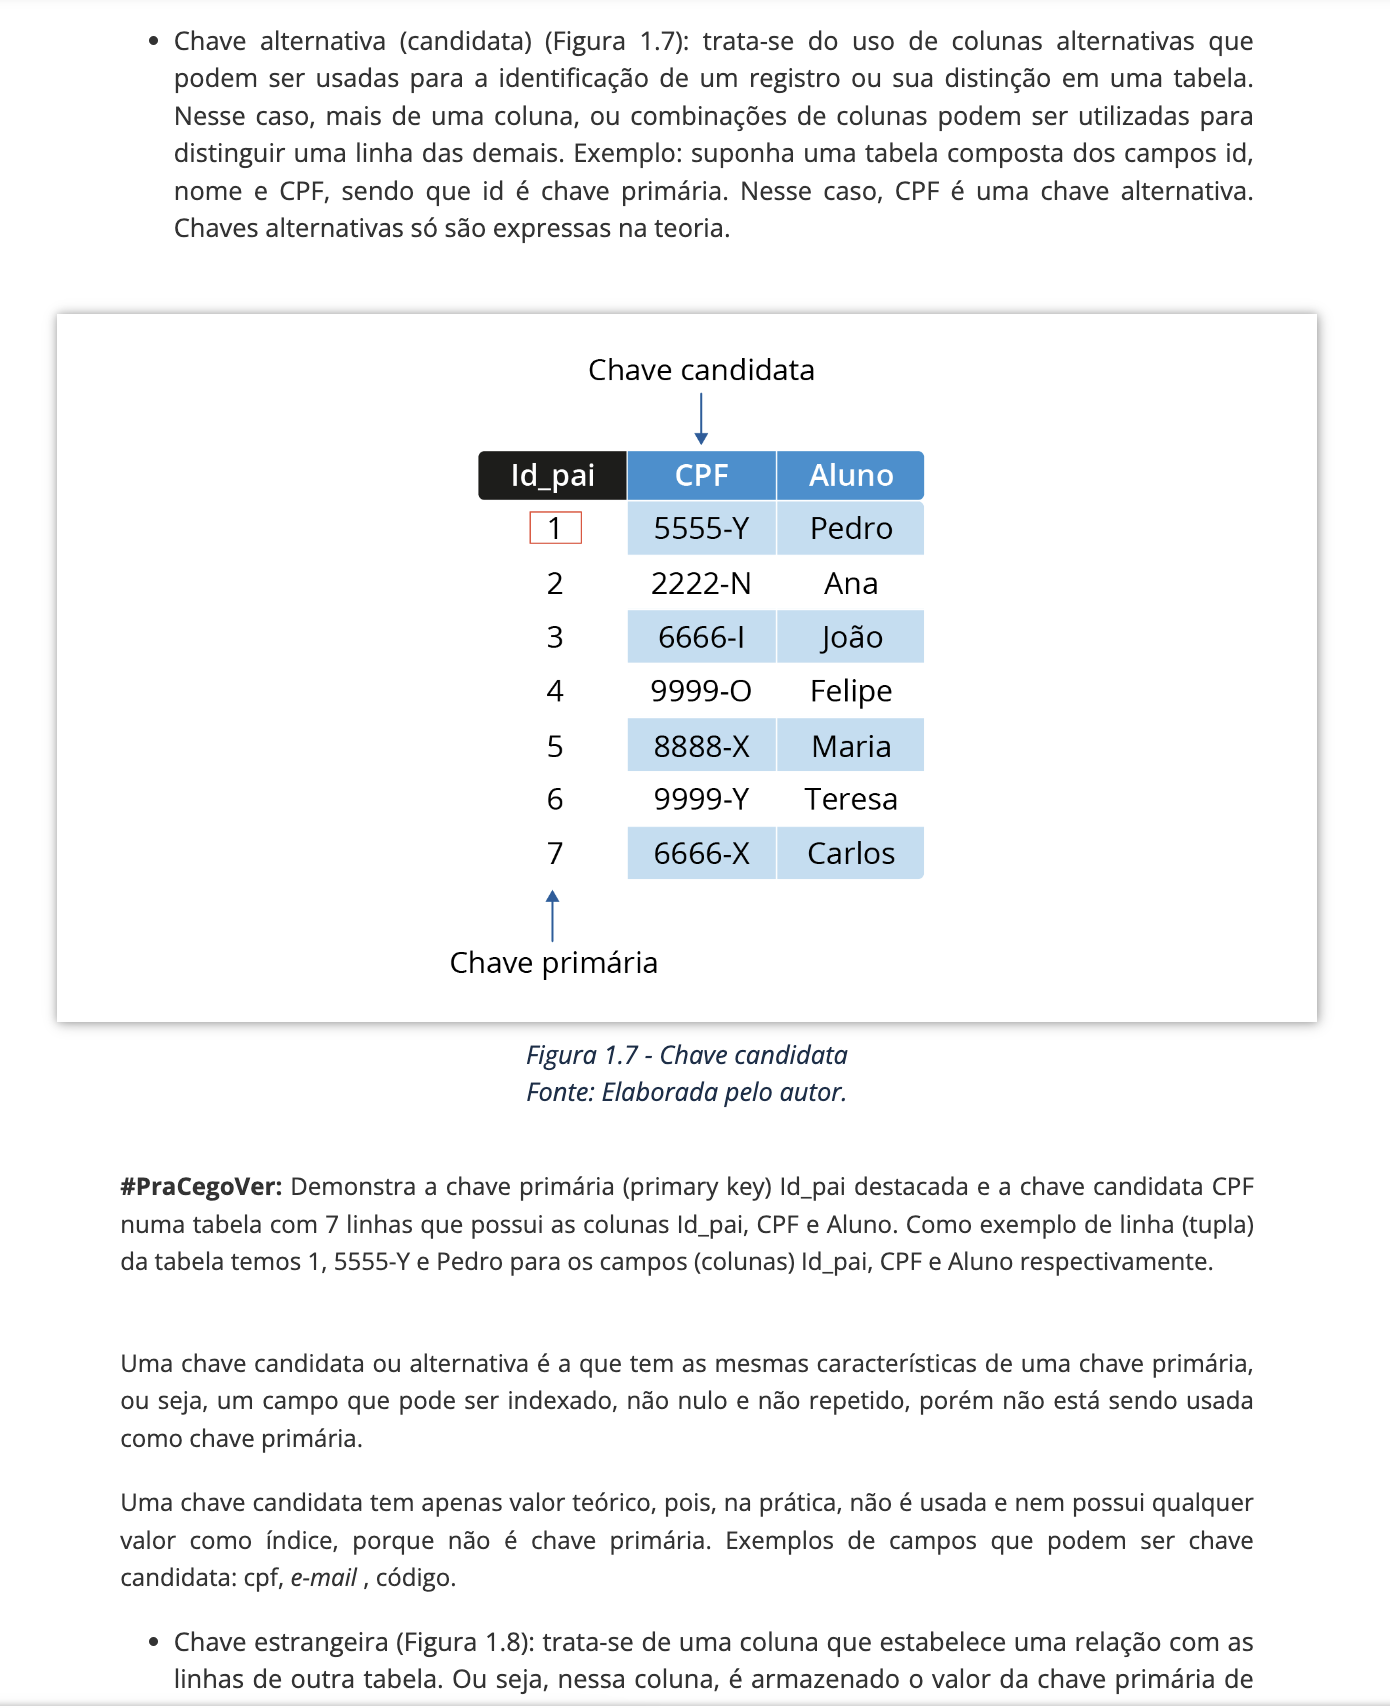 • Chave alternativa (candidata) (Figura 1.7): trata-se do uso de colunas alternativas que
podem ser usadas para a identificação de um registro ou sua distinção em uma tabela.
Nesse caso, mais de uma coluna, ou combinações de colunas podem ser utilizadas para
distinguir uma linha das demais. Exemplo: suponha uma tabela composta dos campos id,
nome e CPF, sendo que id é chave primária. Nesse caso, CPF é uma chave alternativa.
Chaves alternativas só são expressas na teoria.
Chave candidata
Id_pai CPF Aluno
1 5555-Y Pedro
2 2222-N Ana
3 6666-I João
4 9999-O Felipe
5 8888-X Maria
6 9999-Y Teresa
7 6666-X Carlos
Chave primária
Figura 1.7 - Chave candidata
Fonte: Elaborada pelo autor.
#PraCegoVer: Demonstra a chave primária (primary key) Id_pai destacada e a chave candidata CPF
numa tabela com 7 linhas que possui as colunas Id_pai, CPF e Aluno. Como exemplo de linha (tupla)
da tabela temos 1, 5555-Y e Pedro para os campos (colunas) Id_pai, CPF e Aluno respectivamente.
Uma chave candidata ou alternativa é a que tem as mesmas características de uma chave primária,
ou seja, um campo que pode ser indexado, não nulo e não repetido, porém não está sendo usada
como chave primária.
Uma chave candidata tem apenas valor teórico, pois, na prática, não é usada e nem possui qualquer
valor como índice, porque não é chave primária. Exemplos de campos que podem ser chave
candidata: cpf, e-mail , código.
• Chave estrangeira (Figura 1.8): trata-se de uma coluna que estabelece uma relação com as
linhas de outra tabela. Ou seja, nessa coluna, é armazenado o valor da chave primária de